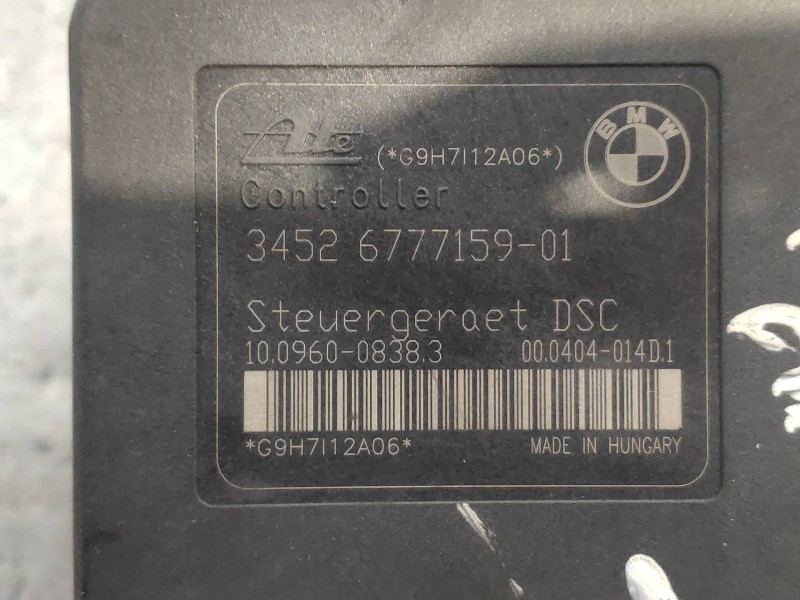 Ate (*G9H7I12A06*) BMW
Controller
3452 6777159-01
Steuergeraet DSC
10.0960-0838.3 00.0404-014D.1
*G9H7I12A06* MADE IN HUNGARY